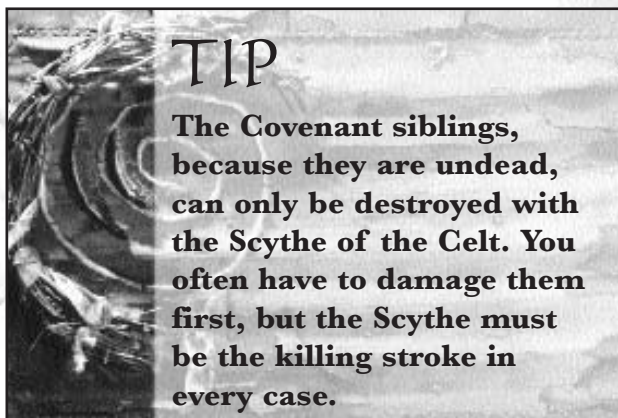 TIP
The Covenant siblings,
because they are undead,
can only be destroyed with
the Scythe of the Celt. You
often have to damage them
first, but the Scythe must
be the killing stroke in
every case.